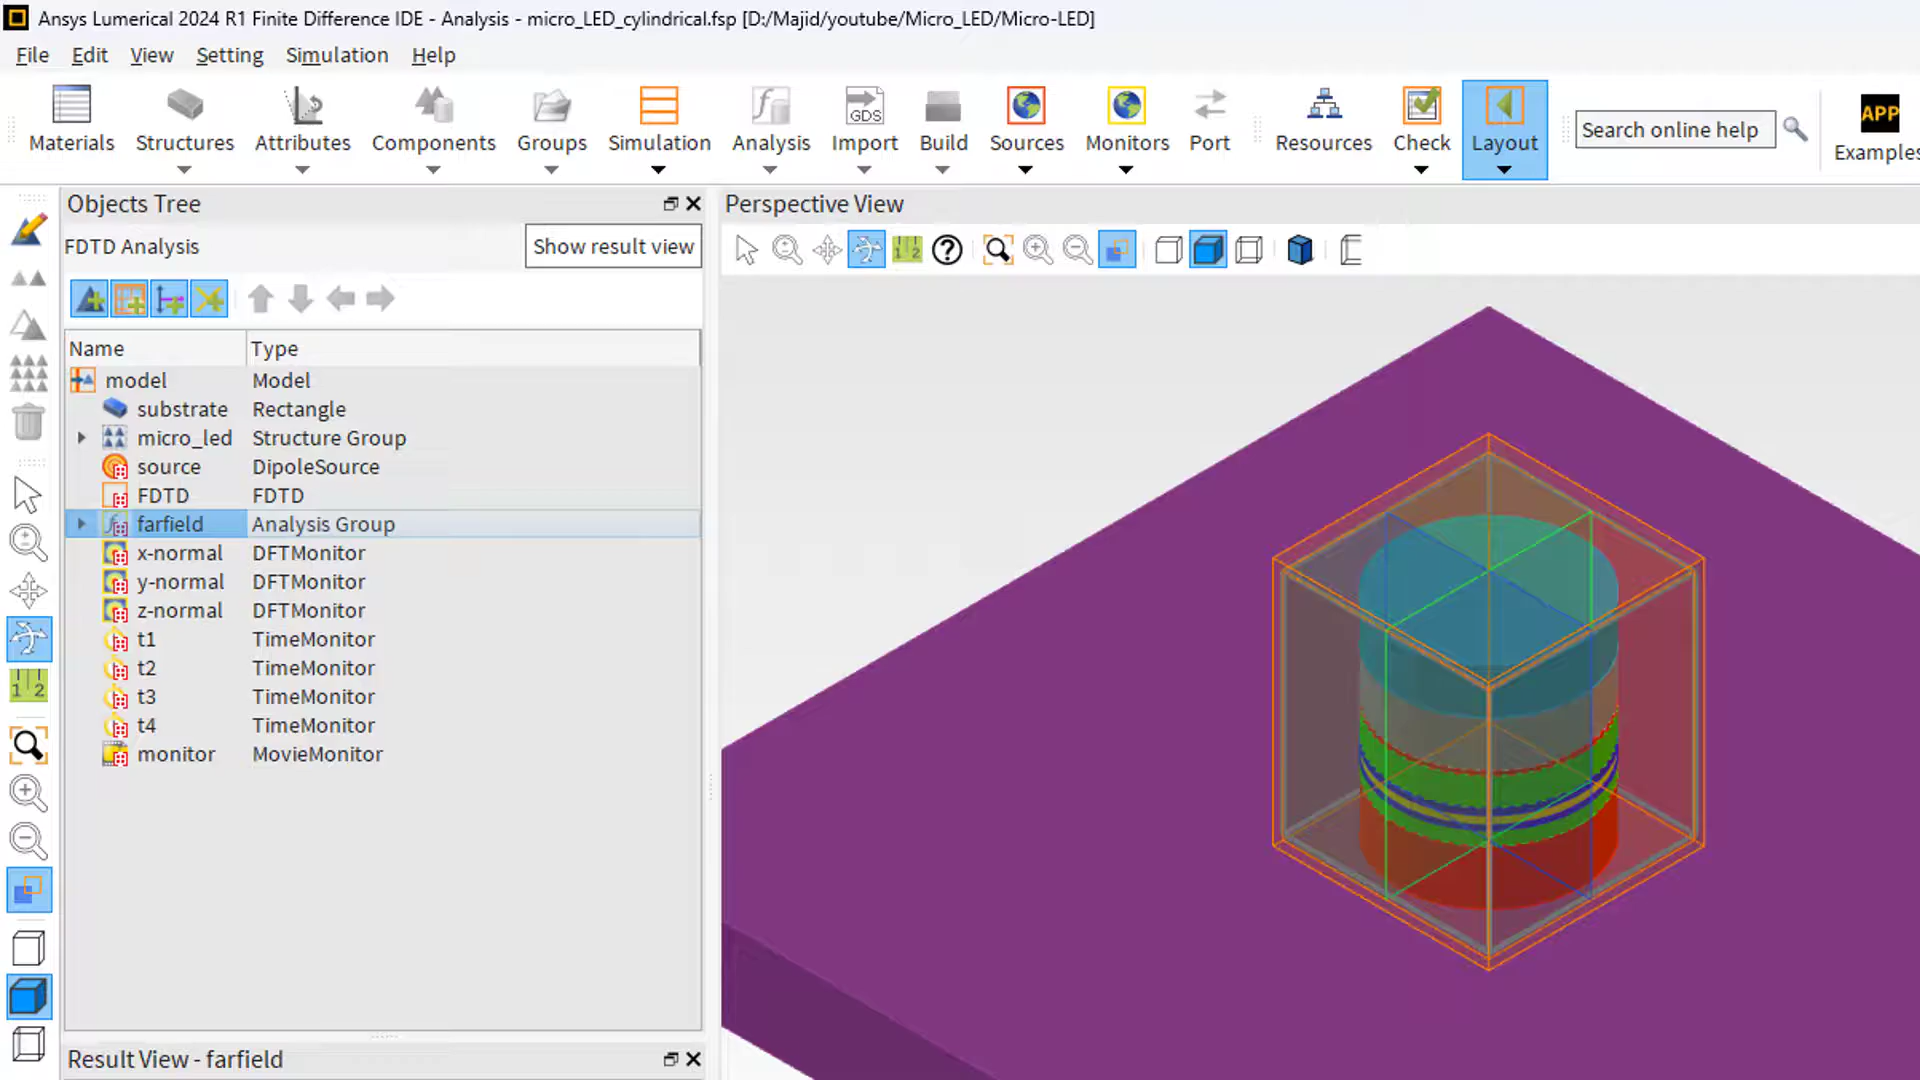 Ansys Lumerical 2024 R1 Finite Difference IDE - Analysis - micro_LED_cylindrical.fsp [D:/Majid/youtube/Micro_LED/Micro-LED]
File Edit View Setting Simulation Help
Materials Structures Attributes Components Groups Simulation Analysis Import Build Sources Monitors Port Resources Check Layout Search online help Examples
GDS
APP
Objects Tree
Perspective View
FDTD Analysis
Show result view
1 2
Name Type
model Model
substrate Rectangle
micro_led Structure Group
source DipoleSource
FDTD FDTD
farfield Analysis Group
x-normal DFTMonitor
y-normal DFTMonitor
z-normal DFTMonitor
t1 TimeMonitor
t2 TimeMonitor
t3 TimeMonitor
t4 TimeMonitor
monitor MovieMonitor
1 2
Result View - farfield